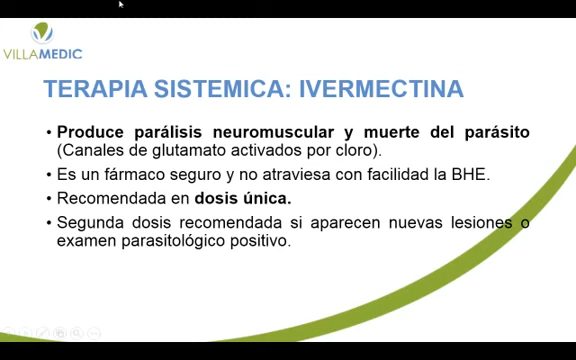 VILLAMEDIC
TERAPIA SISTEMICA: IVERMECTINA
• Produce parálisis neuromuscular y muerte del parásito
(Canales de glutamato activados por cloro).
• Es un fármaco seguro y no atraviesa con facilidad la BHE.
• Recomendada en dosis única.
• Segunda dosis recomendada si aparecen nuevas lesiones o
examen parasitológico positivo.